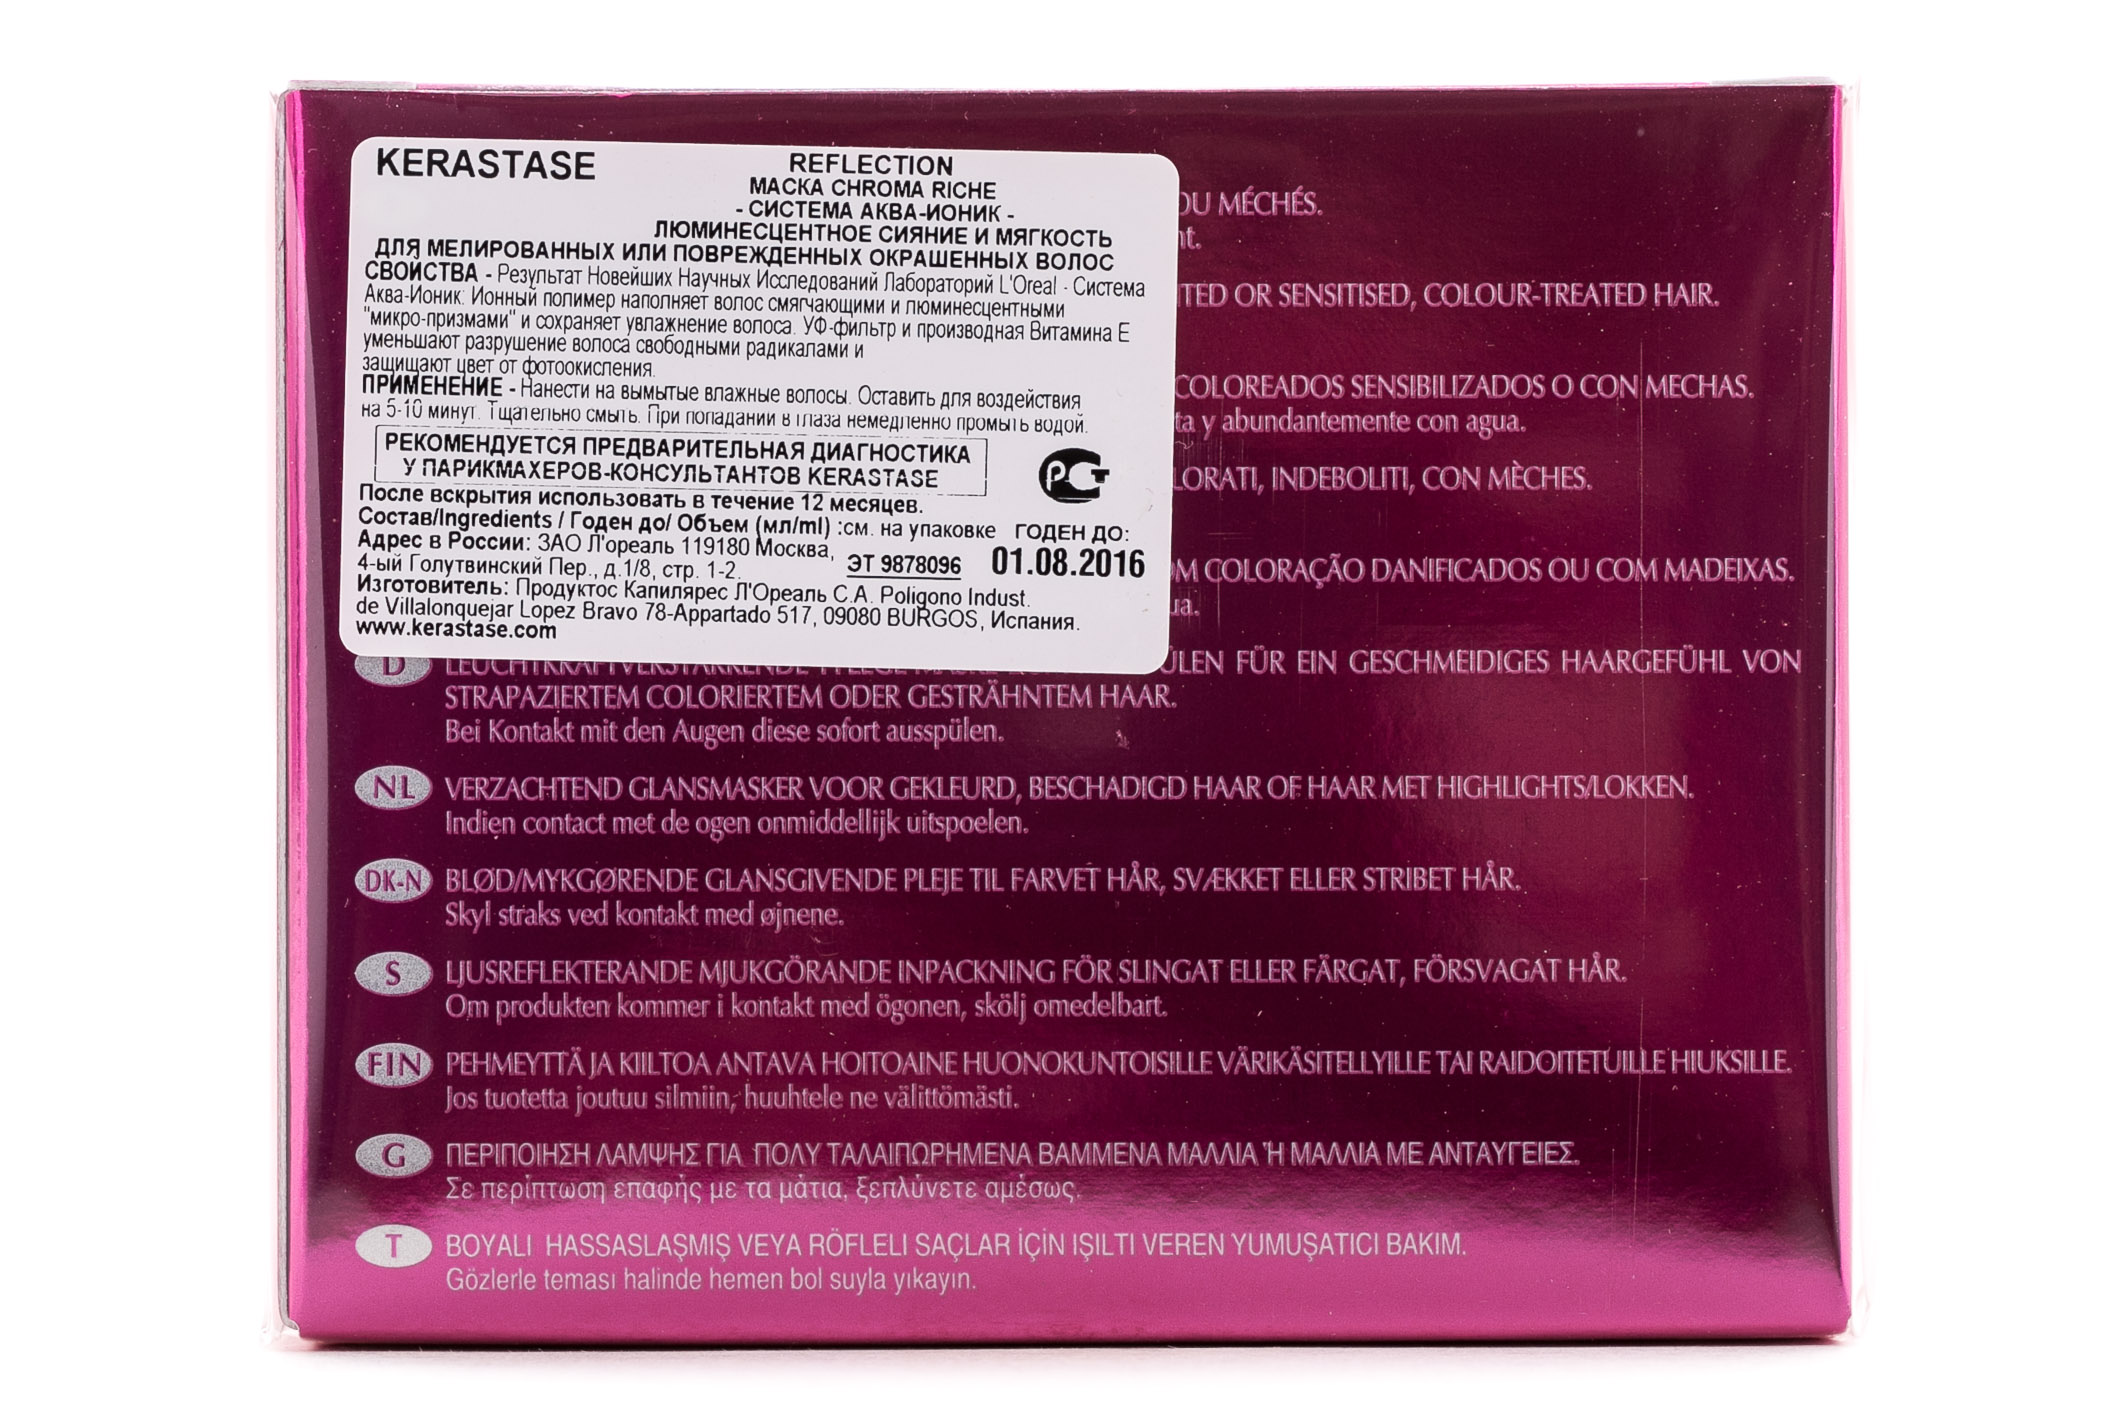 KERASTASE
REFLECTION
МАСКА CHROMA RICHE
- СИСТЕМА АКВА-ИОНИК -
ЛЮМИНЕСЦЕНТНОЕ СИЯНИЕ И МЯГКОСТЬ
ДЛЯ МЕЛИРОВАННЫХ ИЛИ ПОВРЕЖДЕННЫХ ОКРАШЕННЫХ ВОЛОС
СВОЙСТВА - Результат Новейших Научных Исследований Лабораторий L'Oreal - Система
Аква-Ионик: Ионный полимер наполняет волос смягчающими и люминесцентными
"микро-призмами" и сохраняет увлажнение волоса. УФ-фильтр и производная Витамина Е
уменьшают разрушение волоса свободными радикалами и
защищают цвет от фотоокисления.
ПРИМЕНЕНИЕ - Нанести на вымытые влажные волосы. Оставить для воздействия
на 5-10 минут. Тщательно смыть. При попадании в глаза немедленно промыть водой.
РЕКОМЕНДУЕТСЯ ПРЕДВАРИТЕЛЬНАЯ ДИАГНОСТИКА
У ПАРИКМАХЕРОВ-КОНСУЛЬТАНТОВ KERASTASE
РСТ
После вскрытия использовать в течение 12 месяцев.
Состав/Ingredients / Годен до/ Объем (мл/ml) :см. на упаковке ГОДЕН ДО:
Адрес в России: ЗАО Л'ореаль 119180 Москва,
4-ый Голутвинский Пер., д.1/8, стр. 1-2. ЭТ 9878096 01.08.2016
Изготовитель: Продуктос Капилярес Л'Ореаль С.А. Poligono Indust.
de Villalonquejar Lopez Bravo 78-Appartado 517, 09080 BURGOS, Испания.
www.kerastase.com
OU MÉCHÉS.
nt.
TED OR SENSITISED, COLOUR-TREATED HAIR.
COLOREADOS SENSIBILIZADOS O CON MECHAS.
ta y abundantemente con agua.
LORATI, INDEBOLITI, CON MÈCHES.
OM COLORAÇÃO DANIFICADOS OU COM MADEIXAS.
ua.
D ÜLEN FÜR EIN GESCHMEIDIGES HAARGEFÜHL VON
STRAPAZIERTEM COLORIERTEM ODER GESTRÄHNTEM HAAR.
Bei Kontakt mit den Augen diese sofort ausspülen.
NL VERZACHTEND GLANSMASKER VOOR GEKLEURD, BESCHADIGD HAAR OF HAAR MET HIGHLIGHTS/LOKKEN.
Indien contact met de ogen onmiddellijk uitspoelen.
DK-N BLØD/MYKGØRENDE GLANSGIVENDE PLEJE TIL FARVET HÅR, SVÆKKET ELLER STRIBET HÅR.
Skyl straks ved kontakt med øjnene.
S LJUSREFLEKTERANDE MJUKGÖRANDE INPACKNING FÖR SLINGAT ELLER FÄRGAT, FÖRSVAGAT HÅR.
Om produkten kommer i kontakt med ögonen, skölj omedelbart.
FIN PEHMEYTTÄ JA KIILTOA ANTAVA HOITOAINE HUONOKUNTOISILLE VÄRIKÄSITELLYILLE TAI RAIDOITETUILLE HIUKSILLE.
Jos tuotetta joutuu silmiin, huuhtele ne välittömästi.
G ΠΕΡΙΠΟΙΗΣΗ ΛΑΜΨΗΣ ΓΙΑ ΠΟΛΥ ΤΑΛΑΙΠΩΡΗΜΕΝΑ ΒΑΜΜΕΝΑ ΜΑΛΛΙΑ Ή ΜΑΛΛΙΑ ΜΕ ΑΝΤΑΥΓΕΙΕΣ.
Σε περίπτωση επαφής με τα μάτια, ξεπλύνετε αμέσως.
T BOYALI HASSASLAŞMIŞ VEYA RÖFLELİ SAÇLAR İÇİN IŞILTI VEREN YUMUŞATICI BAKIM.
Gözlerle teması halinde hemen bol suyla yıkayın.